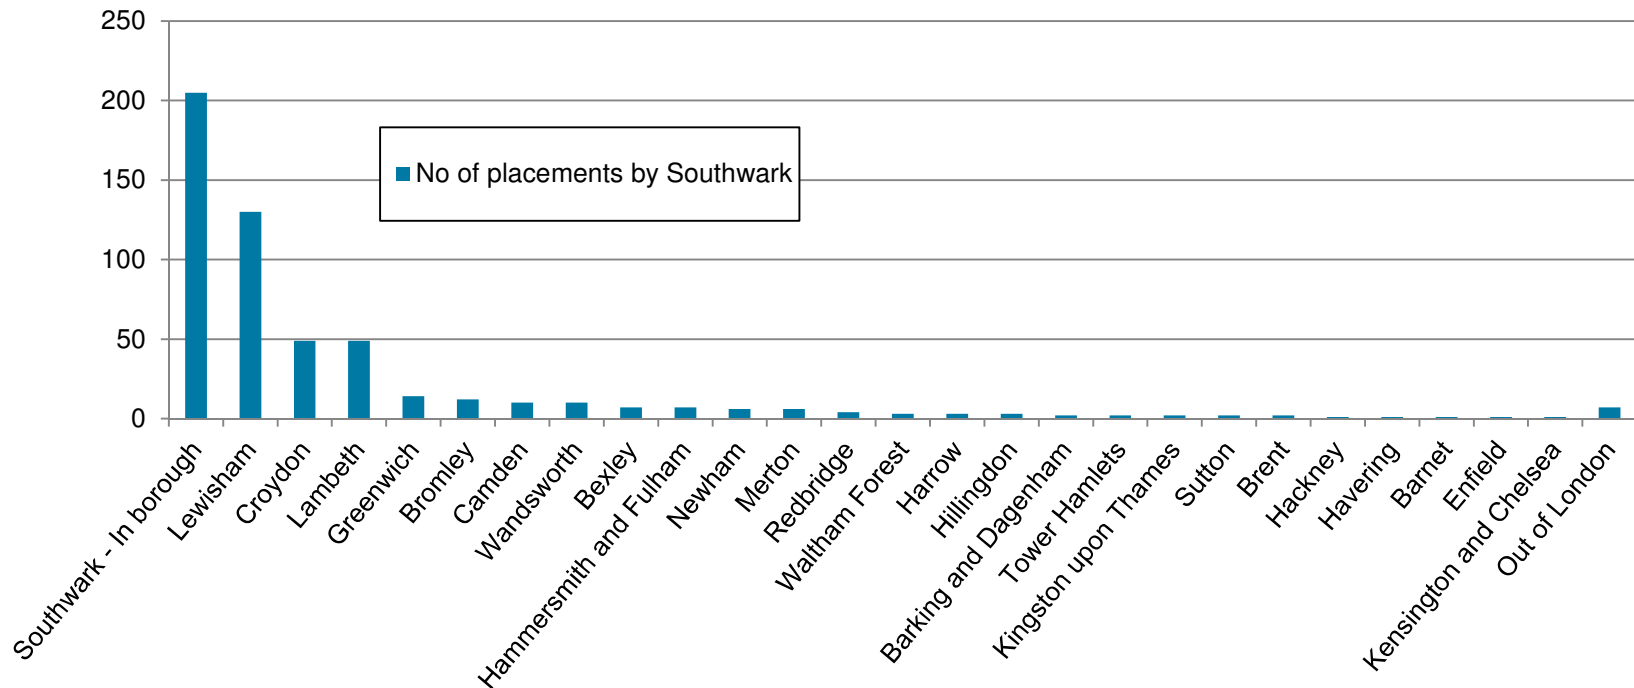 250
200
150
100
50
0
No of placements by Southwark
Southwark - In borough
Lewisham
Croydon
Lambeth
Greenwich
Bromley
Camden
Wandsworth
Bexley
Hammersmith and Fulham
Newham
Merton
Redbridge
Waltham Forest
Harrow
Hillingdon
Barking and Dagenham
Tower Hamlets
Kingston upon Thames
Sutton
Brent
Hackney
Havering
Barnet
Enfield
Kensington and Chelsea
Out of London